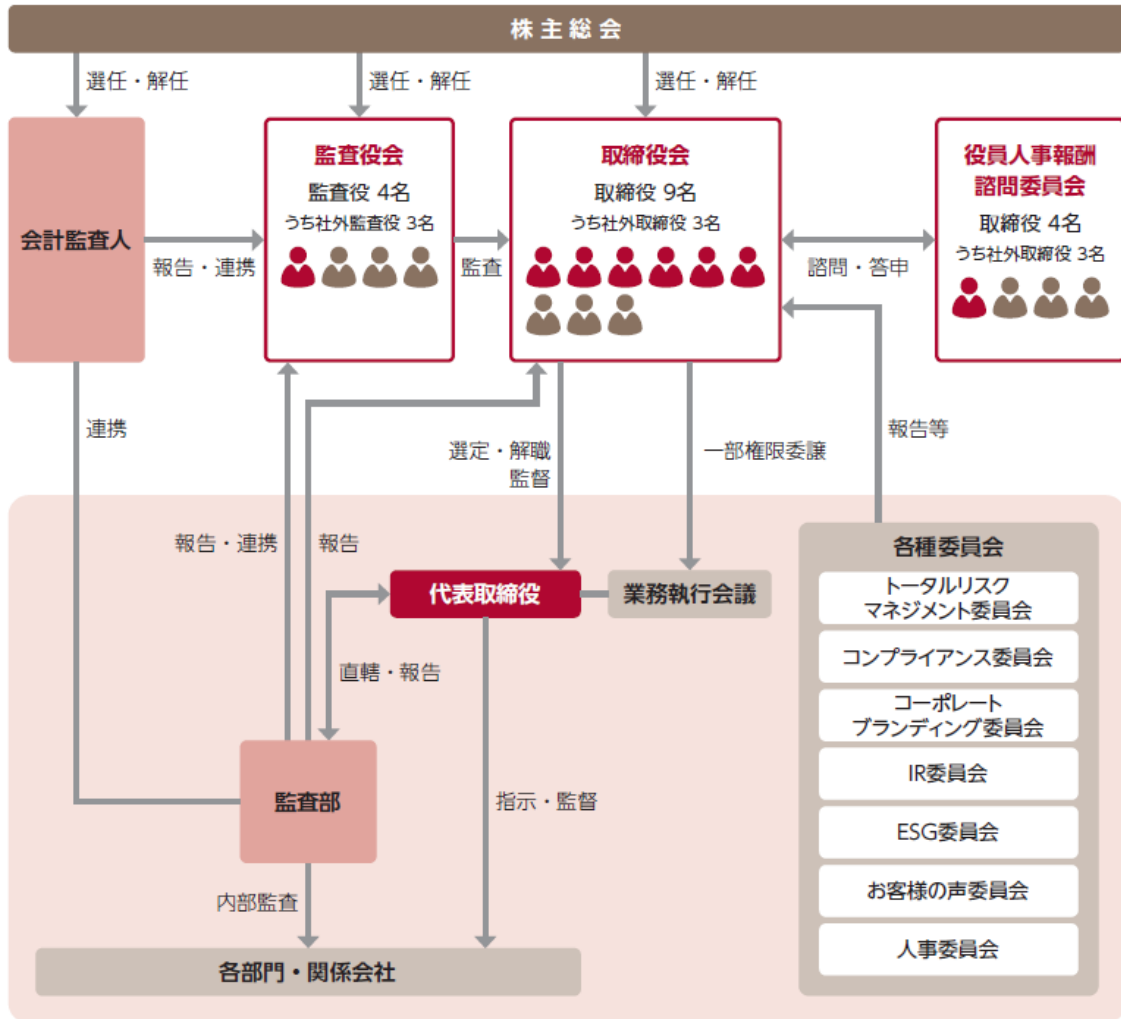 株主総会
選任・解任
選任・解任
選任・解任
会計監査人
報告・連携
監査役会
監査役 4名
うち社外監査役 3名
監査
取締役会
取締役 9名
うち社外取締役 3名
諮問・答申
役員人事報酬
諮問委員会
取締役 4名
うち社外取締役 3名
連携
選定・解職
監督
一部権限委譲
報告等
報告・連携
報告
代表取締役
業務執行会議
直轄・報告
監査部
指示・監督
内部監査
各部門・関係会社
各種委員会
トータルリスク
マネジメント委員会
コンプライアンス委員会
コーポレート
ブランディング委員会
IR委員会
ESG委員会
お客様の声委員会
人事委員会